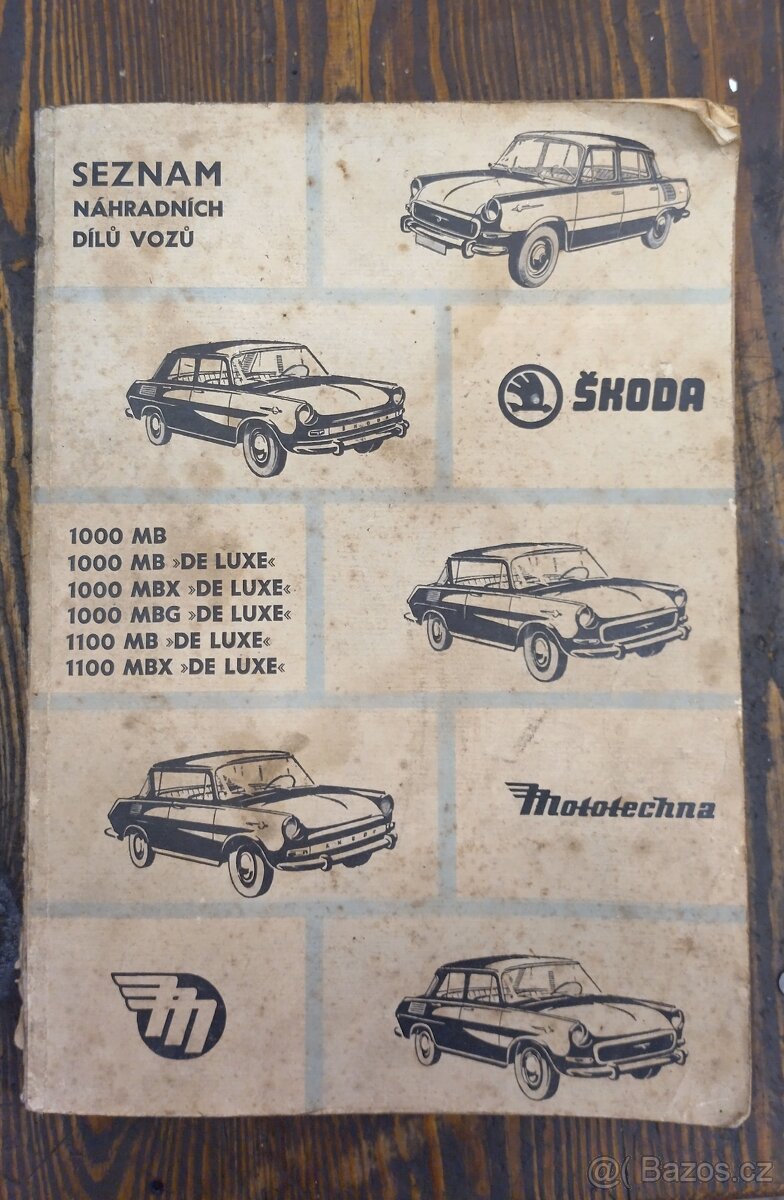 SEZNAM
NÁHRADNÍCH
DÍLŮ VOZŮ
ŠKODA
1000 MB
1000 MB »DE LUXE«
1000 MBX »DE LUXE«
1000 MBG »DE LUXE«
1100 MB »DE LUXE«
1100 MBX »DE LUXE«
Mototechna
m
@( Bazos.cz